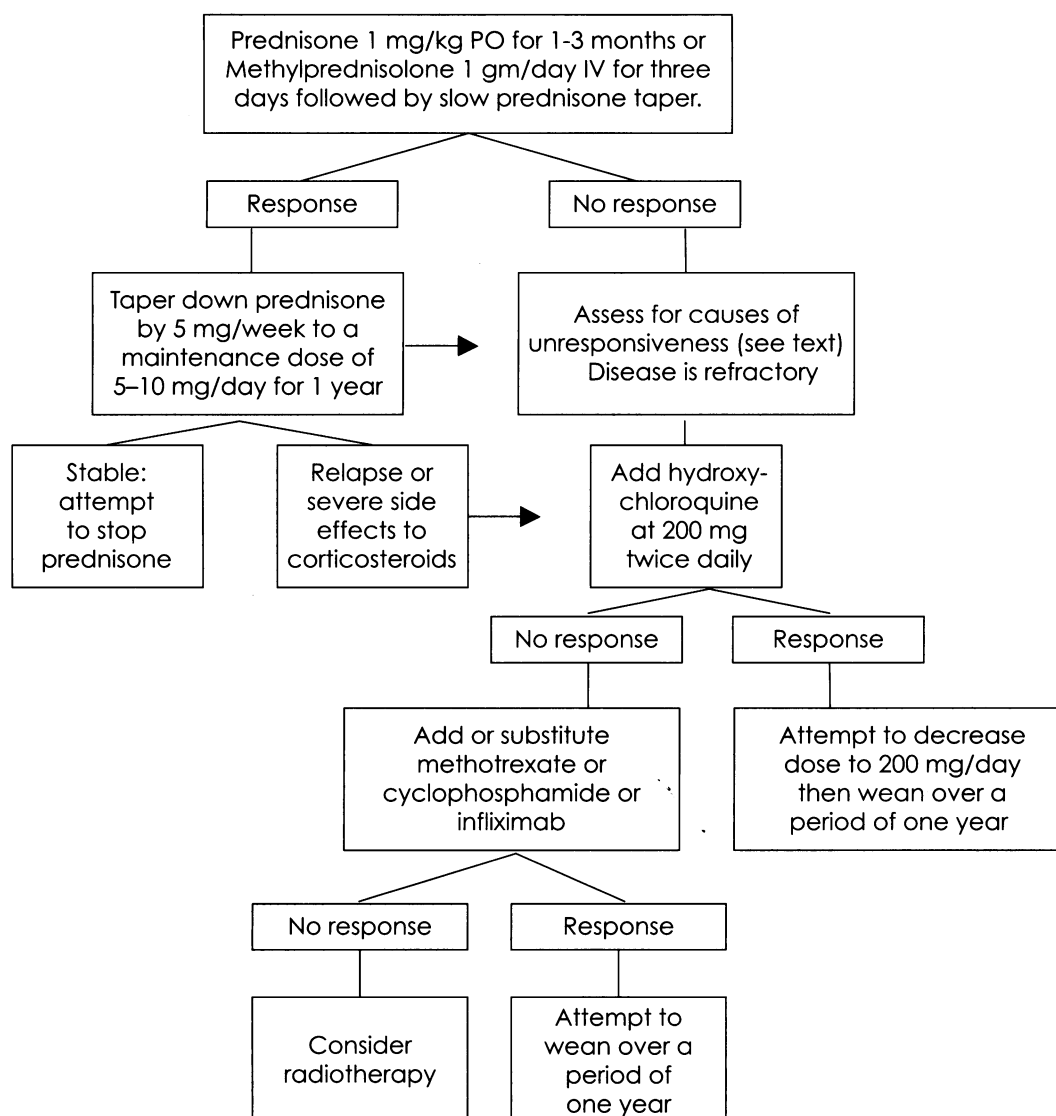 Prednisone 1 mg/kg PO for 1-3 months or
Methylprednisolone 1 gm/day IV for three
days followed by slow prednisone taper.
Response
No response
Taper down prednisone
by 5 mg/week to a
maintenance dose of
5–10 mg/day for 1 year
Assess for causes of
unresponsiveness (see text)
Disease is refractory
Stable:
attempt
to stop
prednisone
Relapse or
severe side
effects to
corticosteroids
Add hydroxy-
chloroquine
at 200 mg
twice daily
No response
Response
Add or substitute
methotrexate or
cyclophosphamide or
infliximab
Attempt to decrease
dose to 200 mg/day
then wean over a
period of one year
No response
Response
Consider
radiotherapy
Attempt to
wean over a
period of
one year